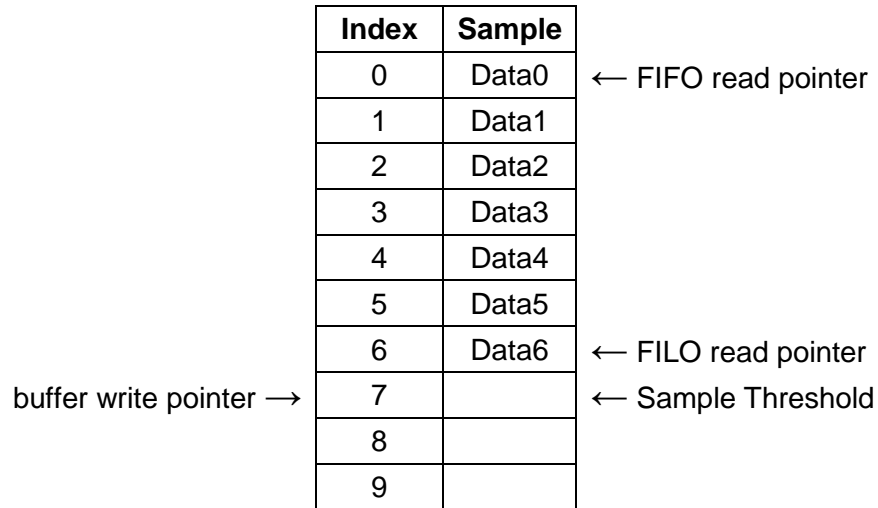 Index Sample
0 Data0 ← FIFO read pointer
1 Data1
2 Data2
3 Data3
4 Data4
5 Data5
6 Data6 ← FILO read pointer
buffer write pointer → 7 ← Sample Threshold
8
9